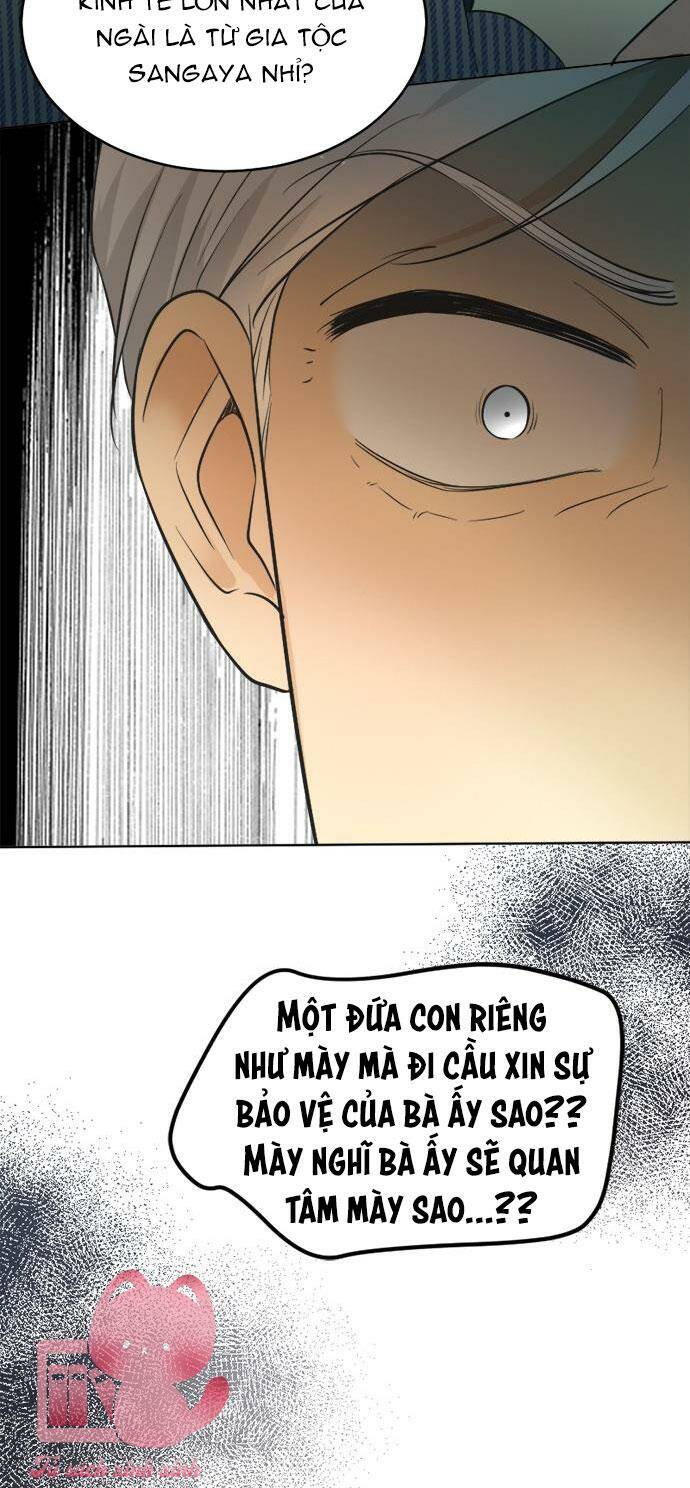 KINH TẾ LỚN NHẤT CỦA
NGÀI LÀ TỪ GIA TỘC
SANGAYA NHỈ?
MỘT ĐỨA CON RIÊNG
NHƯ MÀY MÀ ĐI CẦU XIN SỰ
BẢO VỆ CỦA BÀ ẤY SAO??
MÀY NGHĨ BÀ ẤY SẼ QUAN
TÂM MÀY SAO...??